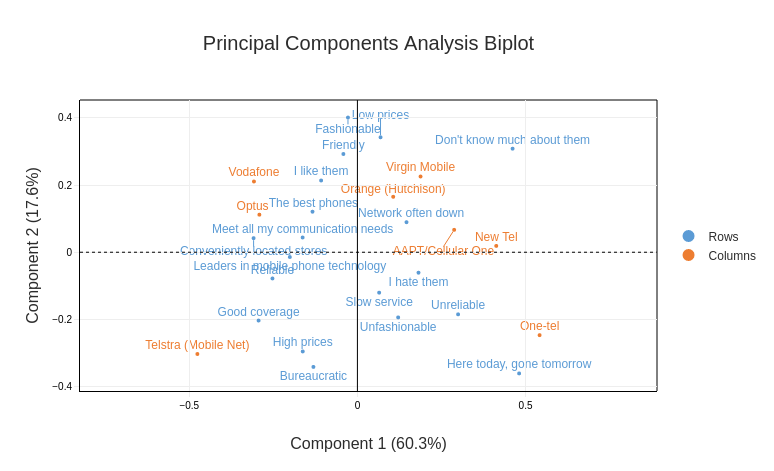 Principal Components Analysis Biplot
Low prices
Fashionable
Don't know much about them
Friendly
Virgin Mobile
Vodafone
I like them
Orange (Hutchison)
The best phones
Optus
Network often down
Meet all my communication needs
New Tel
Conveniently located stores
AAPT/Cellular One
Leaders in mobile phone technology
Reliable
I hate them
Slow service
Unreliable
Good coverage
Unfashionable
One-tel
Telstra (Mobile Net)
High prices
Here today, gone tomorrow
Bureaucratic
0.4
0.2
0
−0.2
−0.4
−0.5
0
0.5
Component 1 (60.3%)
Component 2 (17.6%)
Rows
Columns